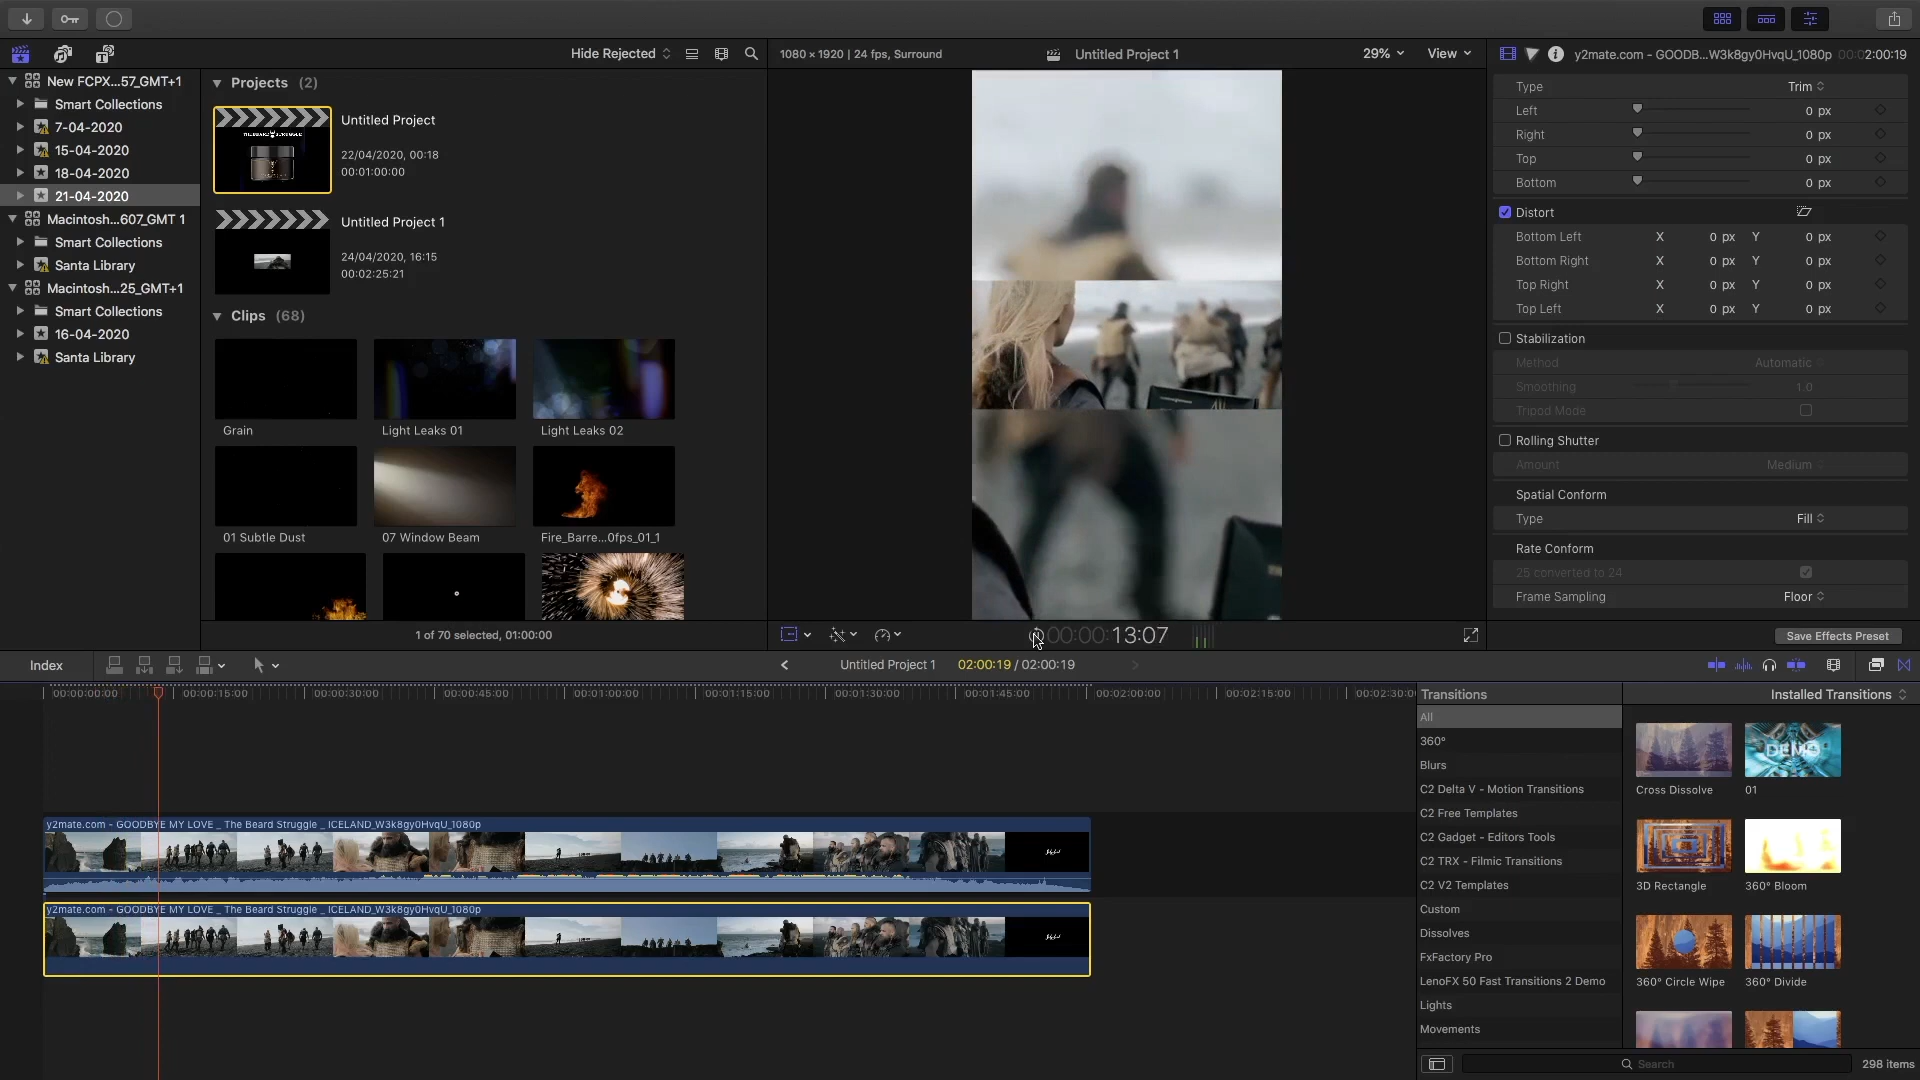 Hide Rejected
1080 × 1920 | 24 fps, Surround
Untitled Project 1
29%
View
y2mate.com - GOODB...W3k8gy0HvqU_1080p
00:02:00:19
New FCPX...57_GMT+1
Smart Collections
7-04-2020
15-04-2020
18-04-2020
21-04-2020
Macintosh...607_GMT 1
Smart Collections
Santa Library
Macintosh...25_GMT+1
Smart Collections
16-04-2020
Santa Library
Projects (2)
Untitled Project
22/04/2020, 00:18
00:01:00:00
Untitled Project 1
24/04/2020, 16:15
00:02:25:21
Clips (68)
Grain
Light Leaks 01
Light Leaks 02
01 Subtle Dust
07 Window Beam
Fire_Barre...0fps_01_1
1 of 70 selected, 01:00:00
00:00:13:07
Type Trim
Left 0 px
Right 0 px
Top 0 px
Bottom 0 px
Distort
Bottom Left X 0 px Y 0 px
Bottom Right X 0 px Y 0 px
Top Right X 0 px Y 0 px
Top Left X 0 px Y 0 px
Stabilization
Method Automatic
Smoothing 1.0
Tripod Mode
Rolling Shutter
Amount Medium
Spatial Conform
Type Fill
Rate Conform
25 converted to 24
Frame Sampling Floor
Save Effects Preset
Index
Untitled Project 1
02:00:19 / 02:00:19
00:00:00:00 00:00:15:00 00:00:30:00 00:00:45:00 00:01:00:00 00:01:15:00 00:01:30:00 00:01:45:00 00:02:00:00 00:02:15:00 00:02:30:0
y2mate.com - GOODBYE MY LOVE _ The Beard Struggle _ ICELAND_W3k8gy0HvqU_1080p
y2mate.com - GOODBYE MY LOVE _ The Beard Struggle _ ICELAND_W3k8gy0HvqU_1080p
Transitions
Installed Transitions
All
360°
Blurs
C2 Delta V - Motion Transitions
C2 Free Templates
C2 Gadget - Editors Tools
C2 TRX - Filmic Transitions
C2 V2 Templates
Custom
Dissolves
FxFactory Pro
LenoFX 50 Fast Transitions 2 Demo
Lights
Movements
DEMO
Cross Dissolve
01
3D Rectangle
360° Bloom
360° Circle Wipe
360° Divide
Search
298 items